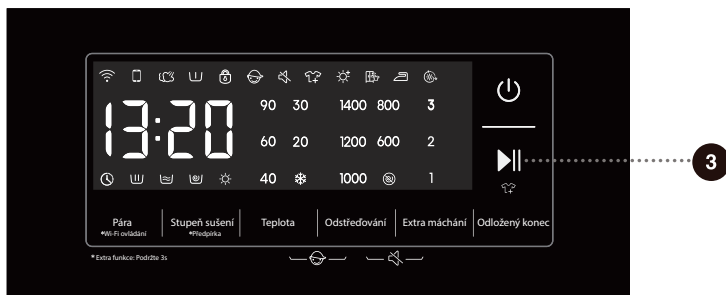 90 30 1400 800 3
13:20
60 20 1200 600 2
40 1000 1
3
Pára Stupeň sušení Teplota Odstřeďování Extra máchání Odložený konec
*Wi-Fi ovládání *Předpírka
* Extra funkce: Podržte 3s